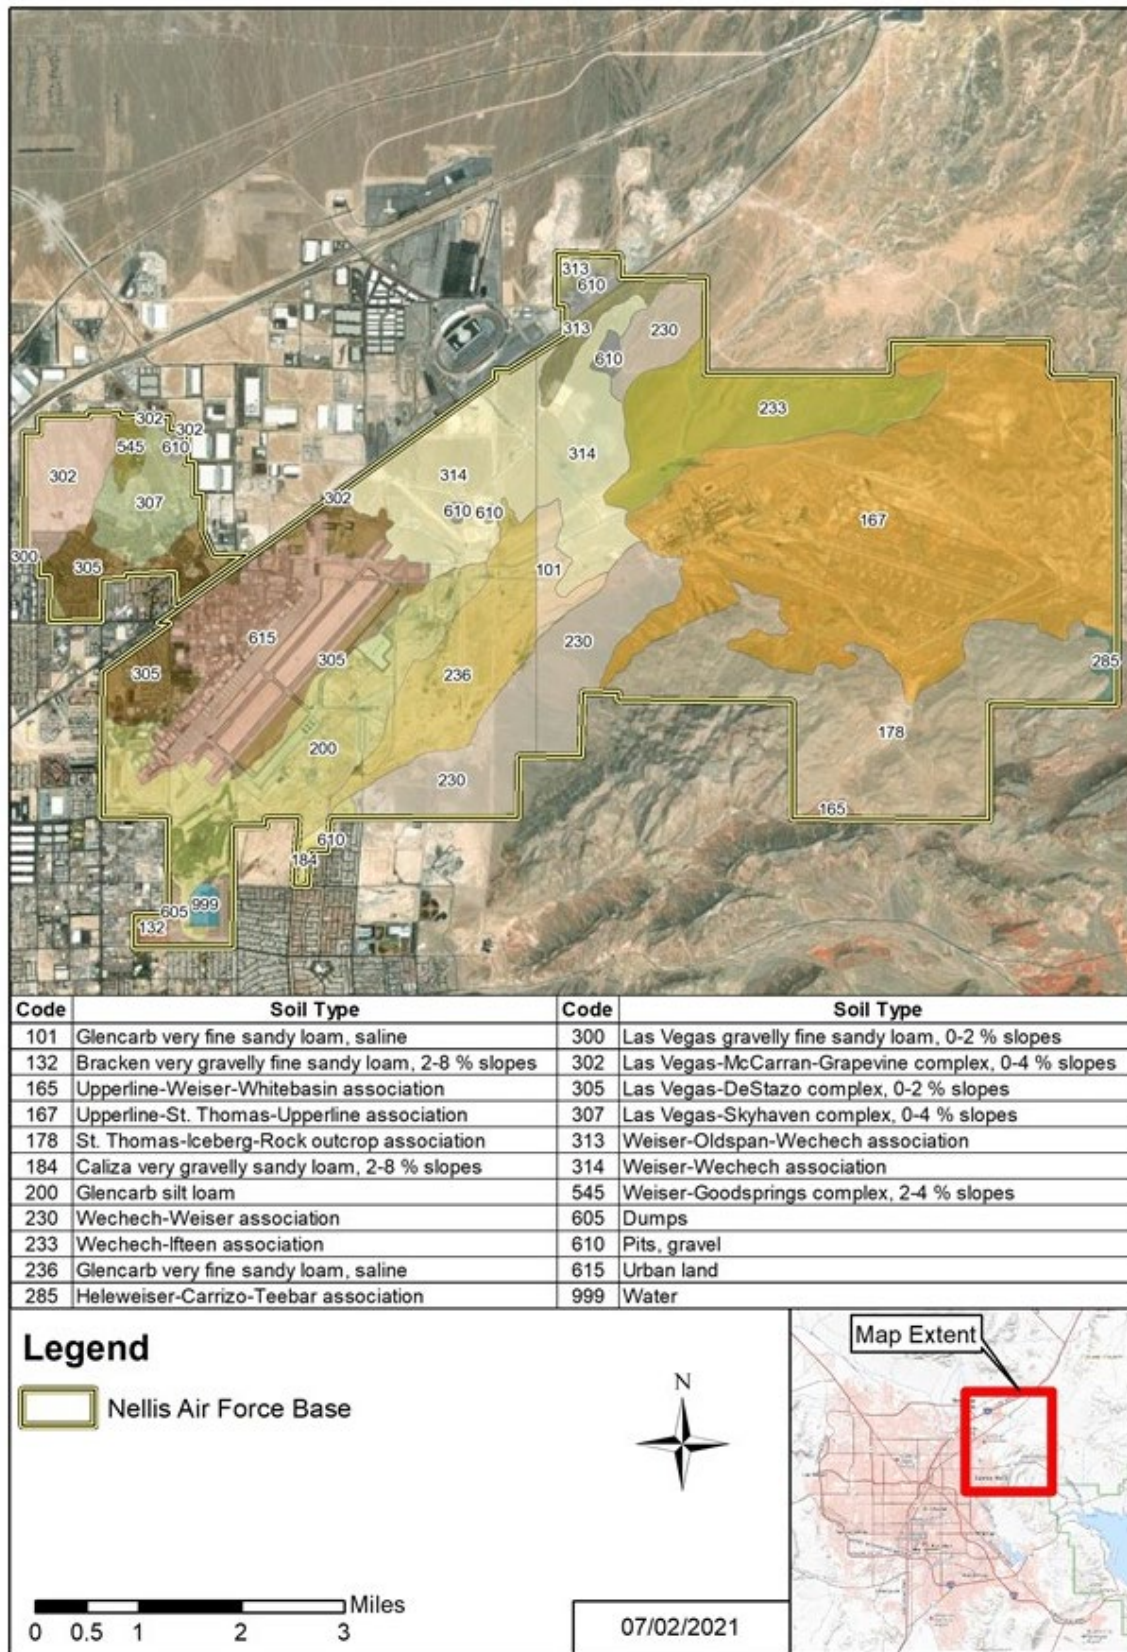 313
610
313
230
610
233
302
302
545
610
314
302
307
314
302
610
610
167
300
305
101
615
230
305
305
236
285
200
178
230
165
610
184
605
999
132
Code Soil Type Code Soil Type
101 Glencarb very fine sandy loam, saline 300 Las Vegas gravelly fine sandy loam, 0-2 % slopes
132 Bracken very gravelly fine sandy loam, 2-8 % slopes 302 Las Vegas-McCarran-Grapevine complex, 0-4 % slopes
165 Upperline-Weiser-Whitebasin association 305 Las Vegas-DeStazo complex, 0-2 % slopes
167 Upperline-St. Thomas-Upperline association 307 Las Vegas-Skyhaven complex, 0-4 % slopes
178 St. Thomas-Iceberg-Rock outcrop association 313 Weiser-Oldspan-Wechech association
184 Caliza very gravelly sandy loam, 2-8 % slopes 314 Weiser-Wechech association
200 Glencarb silt loam 545 Weiser-Goodsprings complex, 2-4 % slopes
230 Wechech-Weiser association 605 Dumps
233 Wechech-Ifteen association 610 Pits, gravel
236 Glencarb very fine sandy loam, saline 615 Urban land
285 Heleweiser-Carrizo-Teebar association 999 Water
Legend
Nellis Air Force Base
N
Map Extent
Miles
0 0.5 1 2 3
07/02/2021